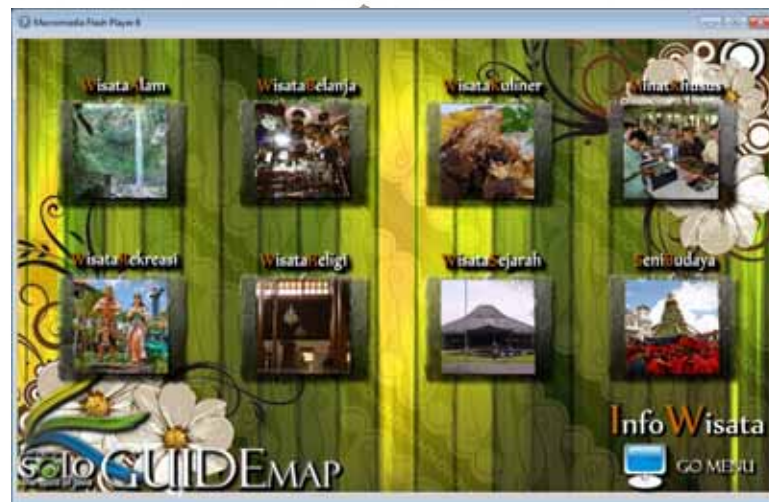 Macromedia Flash Player 8
Wisata Alam
Wisata Belanja
Wisata Kuliner
Minat Khusus
Wisata Rekreasi
Wisata Religi
Wisata Sejarah
Seni Budaya
Info Wisata
solo GUIDE MAP
GO MENU